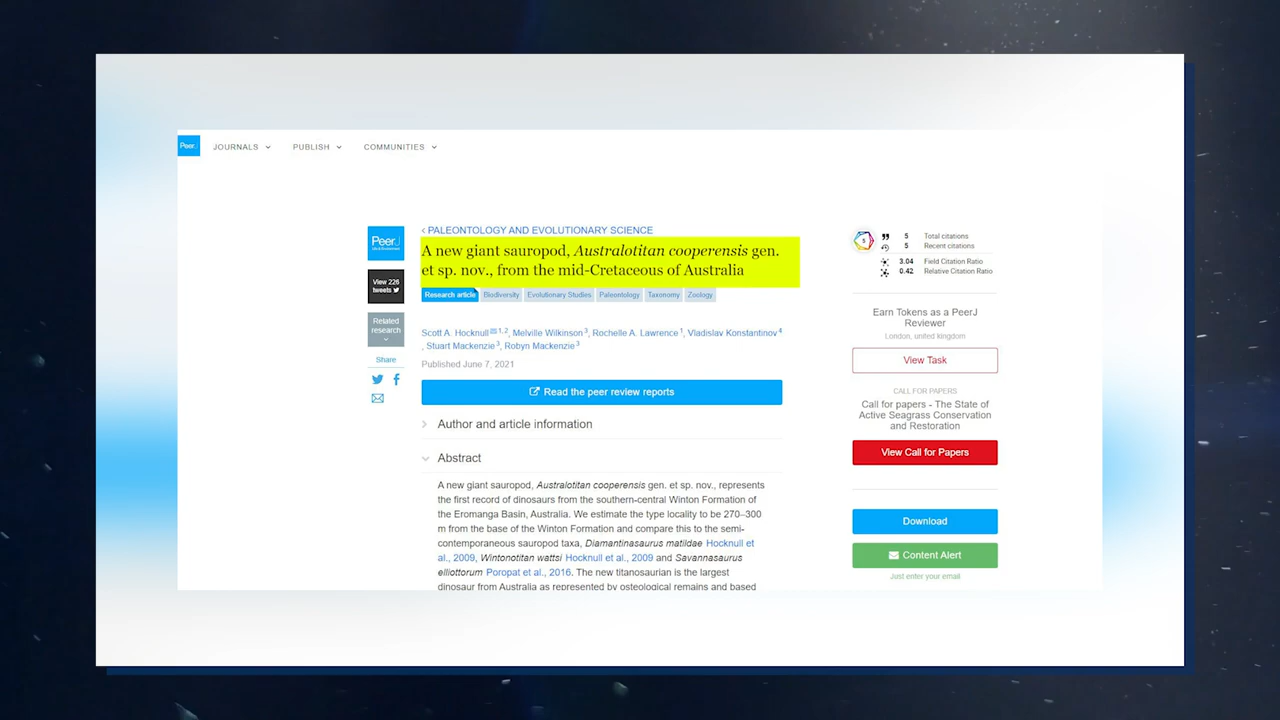 PeerJ
JOURNALS
PUBLISH
COMMUNITIES
PeerJ
Life & Environment
View 226
tweets
Related
research
Share
‹ PALEONTOLOGY AND EVOLUTIONARY SCIENCE
A new giant sauropod, Australotitan cooperensis gen.
et sp. nov., from the mid-Cretaceous of Australia
Research article Biodiversity Evolutionary Studies Paleontology Taxonomy Zoology
Scott A. Hocknull 1, 2, Melville Wilkinson 3, Rochelle A. Lawrence 1, Vladislav Konstantinov 4
, Stuart Mackenzie 3, Robyn Mackenzie 3
Published June 7, 2021
Read the peer review reports
Author and article information
Abstract
A new giant sauropod, Australotitan cooperensis gen. et sp. nov., represents
the first record of dinosaurs from the southern-central Winton Formation of
the Eromanga Basin, Australia. We estimate the type locality to be 270–300
m from the base of the Winton Formation and compare this to the semi-
contemporaneous sauropod taxa, Diamantinasaurus matildae Hocknull et
al., 2009, Wintonotitan wattsi Hocknull et al., 2009 and Savannasaurus
elliottorum Poropat et al., 2016. The new titanosaurian is the largest
dinosaur from Australia as represented by osteological remains and based
5
5 Total citations
5 Recent citations
3.04 Field Citation Ratio
0.42 Relative Citation Ratio
Earn Tokens as a PeerJ
Reviewer
London, united kingdom
View Task
CALL FOR PAPERS
Call for papers - The State of
Active Seagrass Conservation
and Restoration
View Call for Papers
Download
Content Alert
Just enter your email